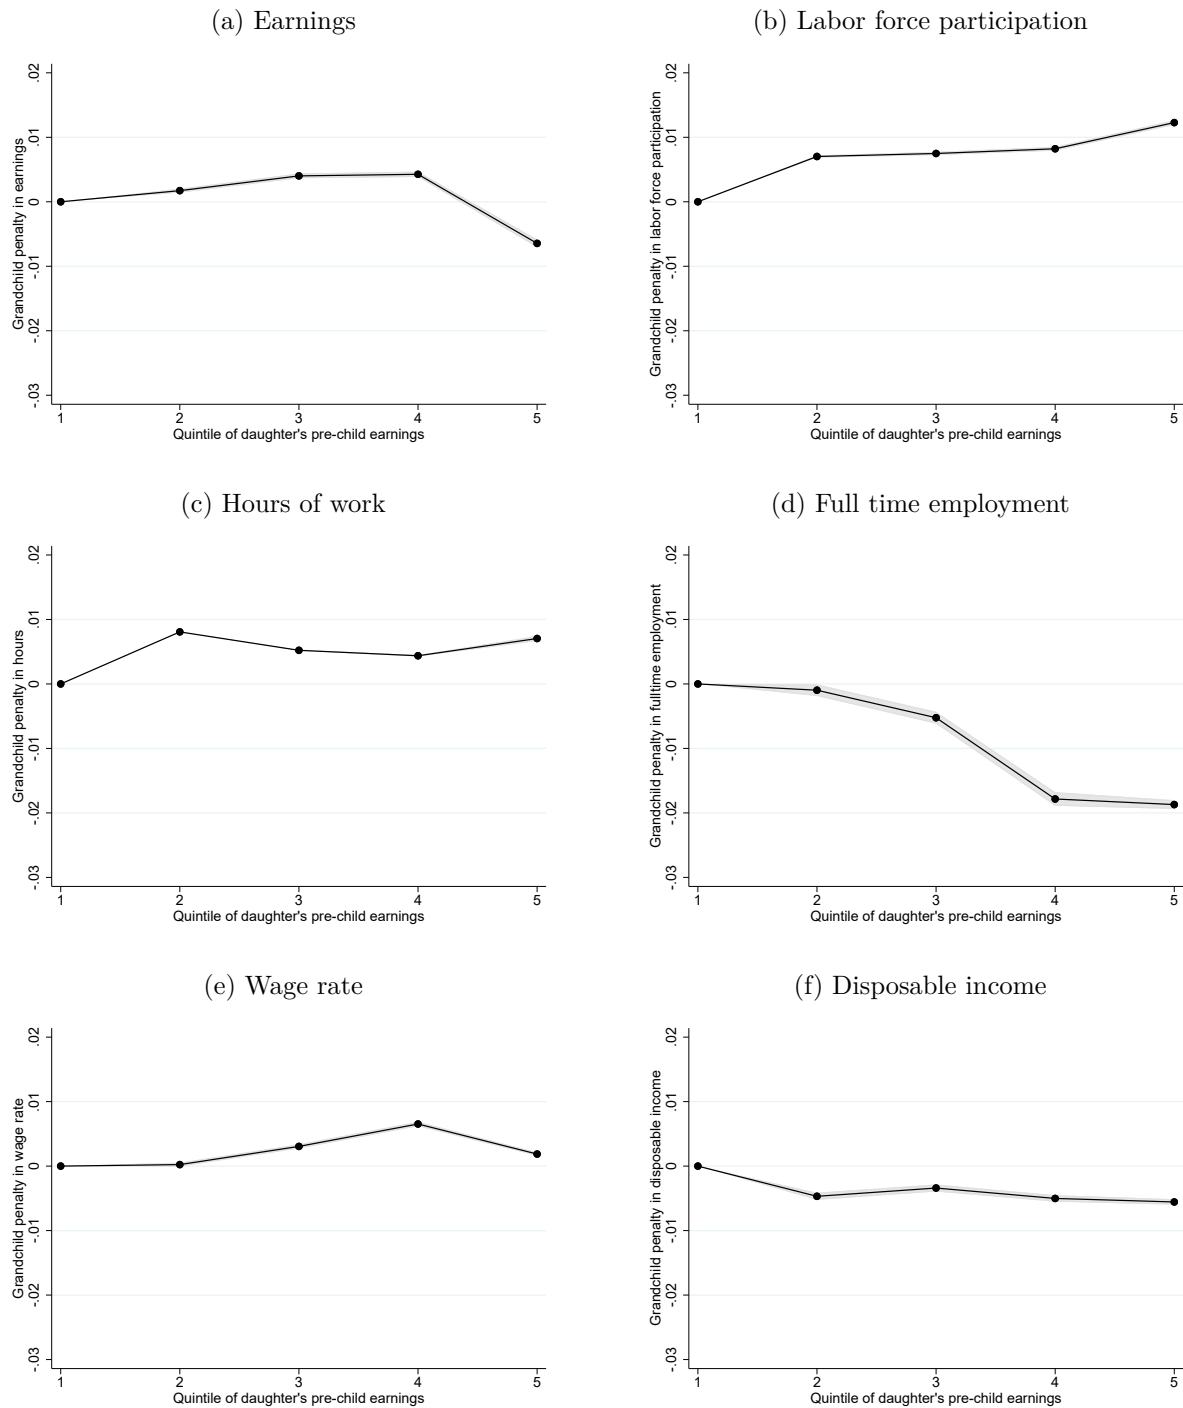 (a) Earnings
Grandchild penalty in earnings
.02
.01
0
-.01
-.02
-.03
1 2 3 4 5
Quintile of daughter's pre-child earnings
(b) Labor force participation
Grandchild penalty in labor force participation
.02
.01
0
-.01
-.02
-.03
1 2 3 4 5
Quintile of daughter's pre-child earnings
(c) Hours of work
Grandchild penalty in hours
.02
.01
0
-.01
-.02
-.03
1 2 3 4 5
Quintile of daughter's pre-child earnings
(d) Full time employment
Grandchild penalty in fulltime employment
.02
.01
0
-.01
-.02
-.03
1 2 3 4 5
Quintile of daughter's pre-child earnings
(e) Wage rate
Grandchild penalty in wage rate
.02
.01
0
-.01
-.02
-.03
1 2 3 4 5
Quintile of daughter's pre-child earnings
(f) Disposable income
Grandchild penalty in disposable income
.02
.01
0
-.01
-.02
-.03
1 2 3 4 5
Quintile of daughter's pre-child earnings